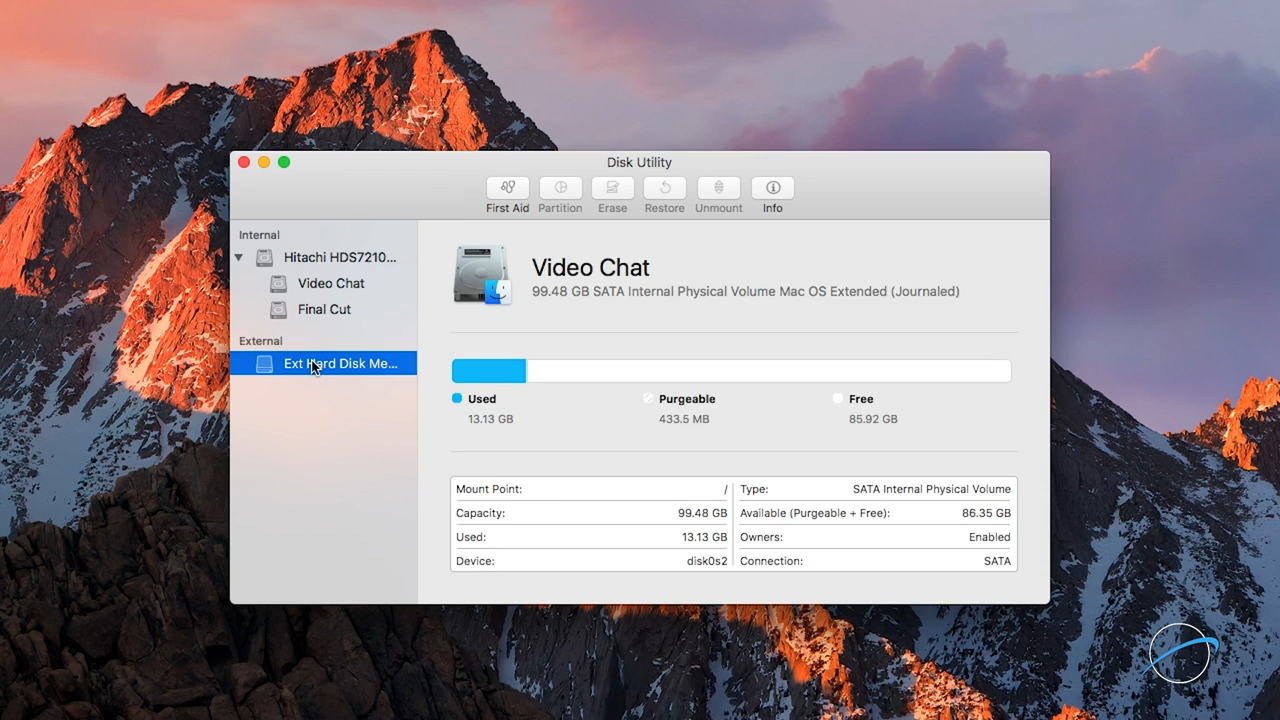 Disk Utility
First Aid
Partition
Erase
Restore
Unmount
Info
Internal
Hitachi HDS7210...
Video Chat
Final Cut
External
Ext Hard Disk Me...
Video Chat
99.48 GB SATA Internal Physical Volume Mac OS Extended (Journaled)
Used
13.13 GB
Purgeable
433.5 MB
Free
85.92 GB
Mount Point: /
Capacity: 99.48 GB
Used: 13.13 GB
Device: disk0s2
Type: SATA Internal Physical Volume
Available (Purgeable + Free): 86.35 GB
Owners: Enabled
Connection: SATA